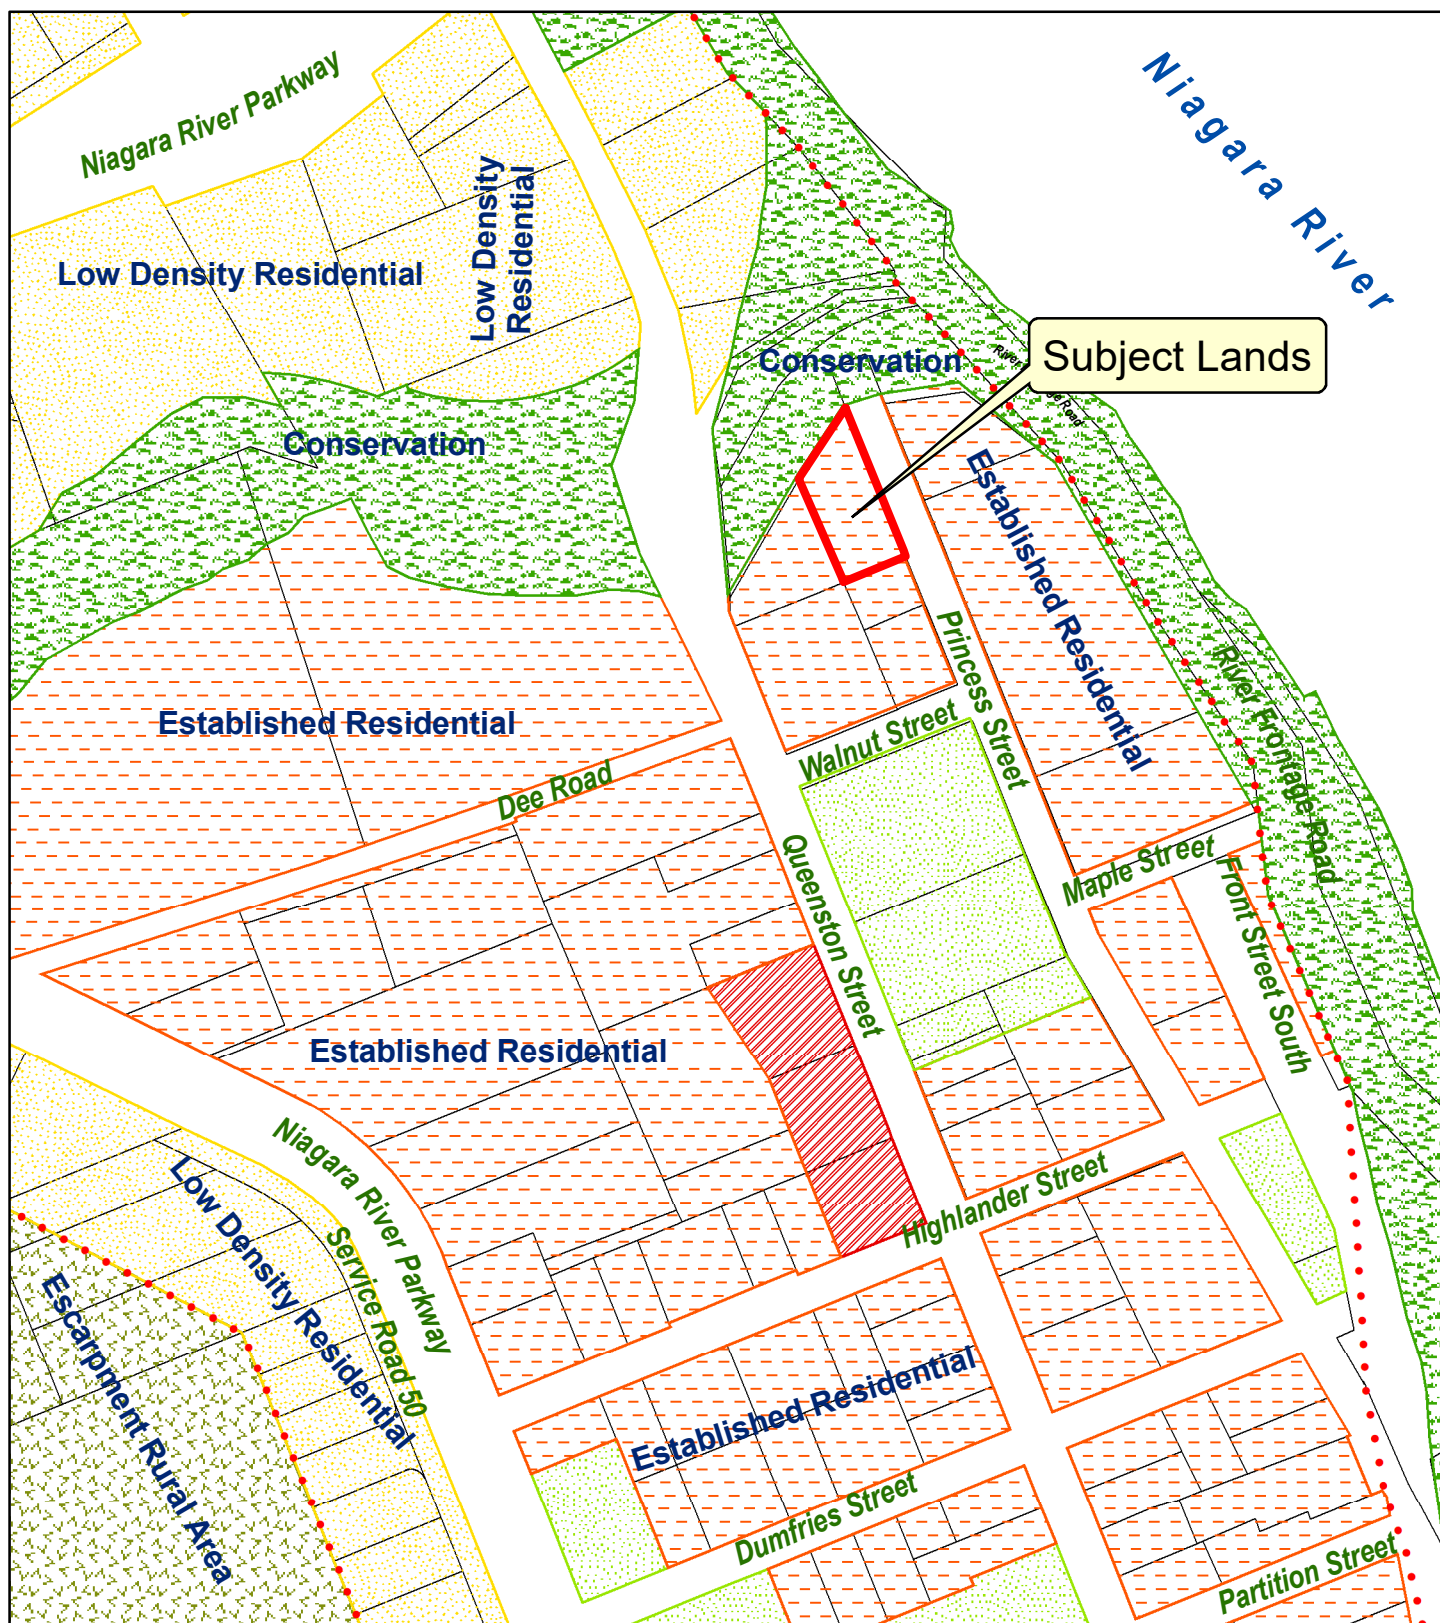 Niagara River Parkway
Niagara River
Low Density
Residential
Low Density Residential
Subject Lands
Conservation
Conservation
Established Residential
Princess Street
River Frontage Road
Established Residential
Walnut Street
Dee Road
Queenston Street
Maple Street
Front Street South
Established Residential
Niagara River Parkway
Service Road 50
Low Density Residential
Highlander Street
Escarpment Rural Area
Established Residential
Dumfries Street
Partition Street